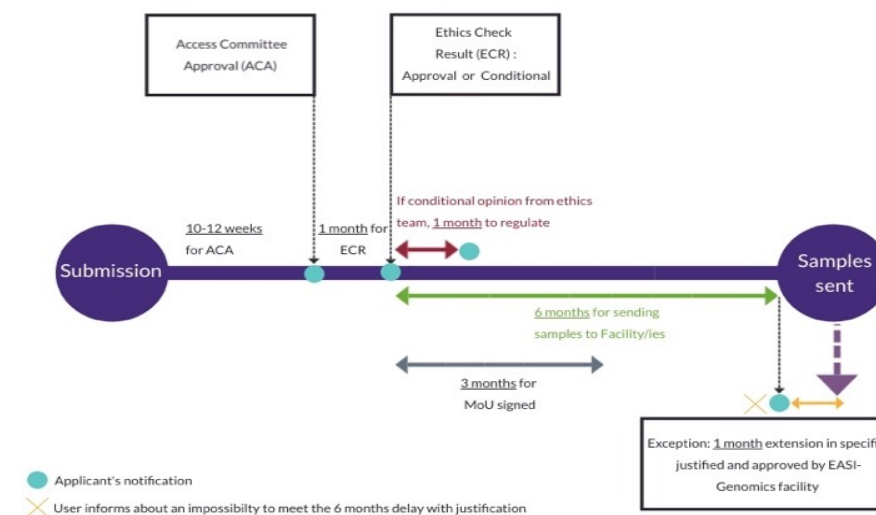 Access Committee
Approval (ACA)
Ethics Check
Result (ECR) :
Approval or Conditional
If conditional opinion from ethics
team, 1 month to regulate
10-12 weeks
for ACA
1 month for
ECR
Submission
Samples
sent
6 months for sending
samples to Facility/ies
3 months for
MoU signed
Exception: 1 month extension in specifi
justified and approved by EASI-
Genomics facility
Applicant's notification
User informs about an impossibilty to meet the 6 months delay with justification